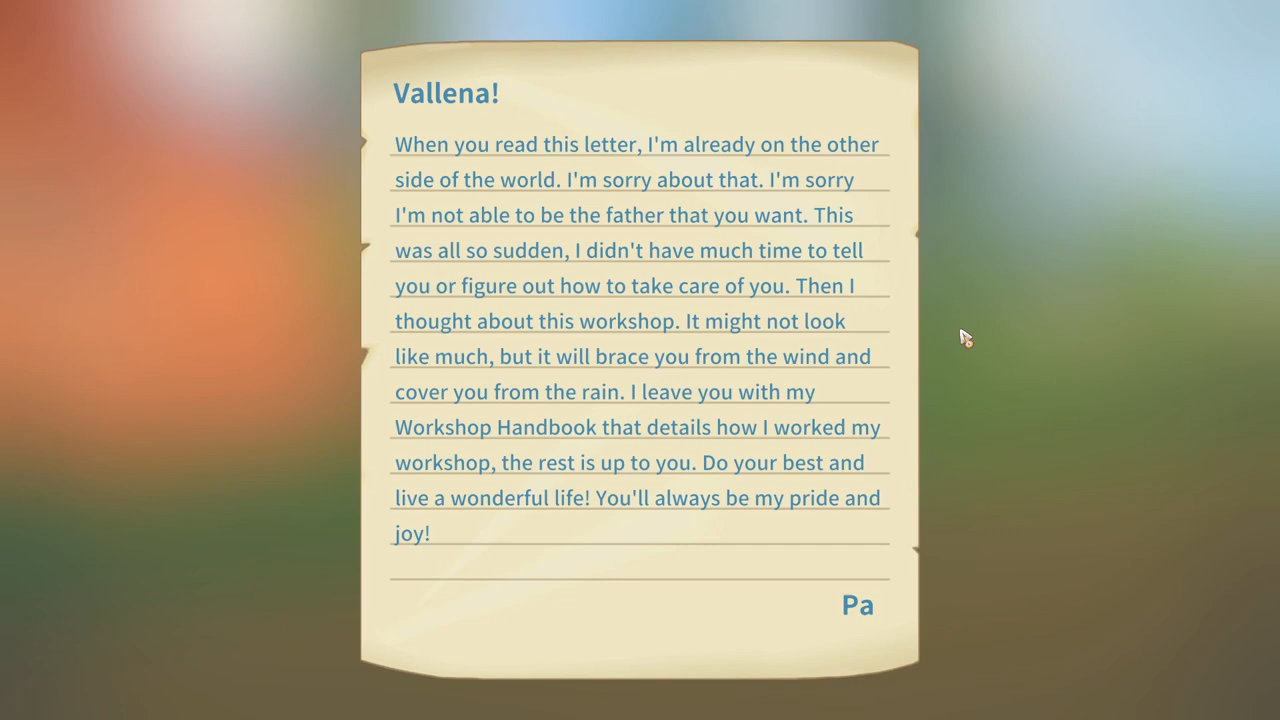 Vallena!
When you read this letter, I'm already on the other
side of the world. I'm sorry about that. I'm sorry
I'm not able to be the father that you want. This
was all so sudden, I didn't have much time to tell
you or figure out how to take care of you. Then I
thought about this workshop. It might not look
like much, but it will brace you from the wind and
cover you from the rain. I leave you with my
Workshop Handbook that details how I worked my
workshop, the rest is up to you. Do your best and
live a wonderful life! You'll always be my pride and
joy!
Pa